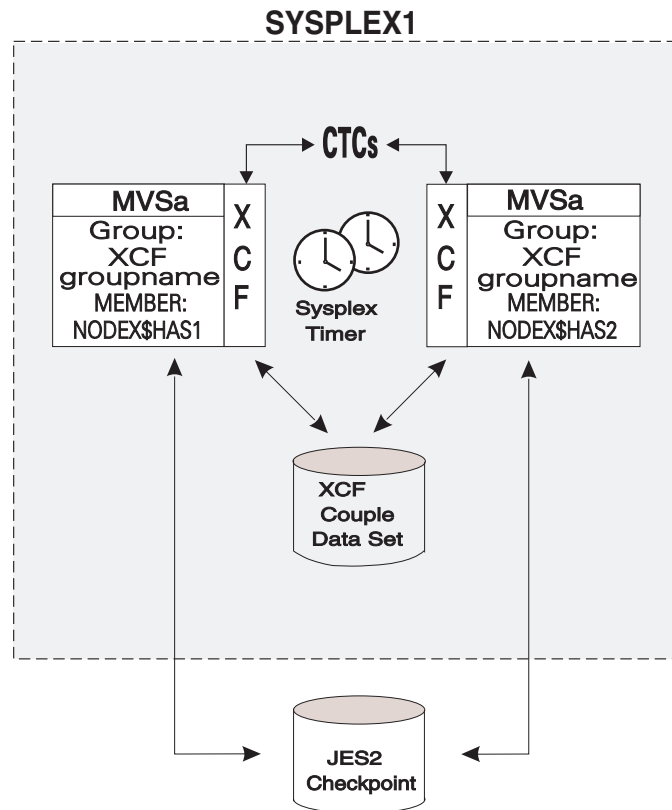 SYSPLEX1
CTCs
MVSa
Group:
XCF
groupname
MEMBER:
NODEX$HAS1
X
C
F
Sysplex
Timer
X
C
F
MVSa
Group:
XCF
groupname
MEMBER:
NODEX$HAS2
XCF
Couple
Data Set
JES2
Checkpoint